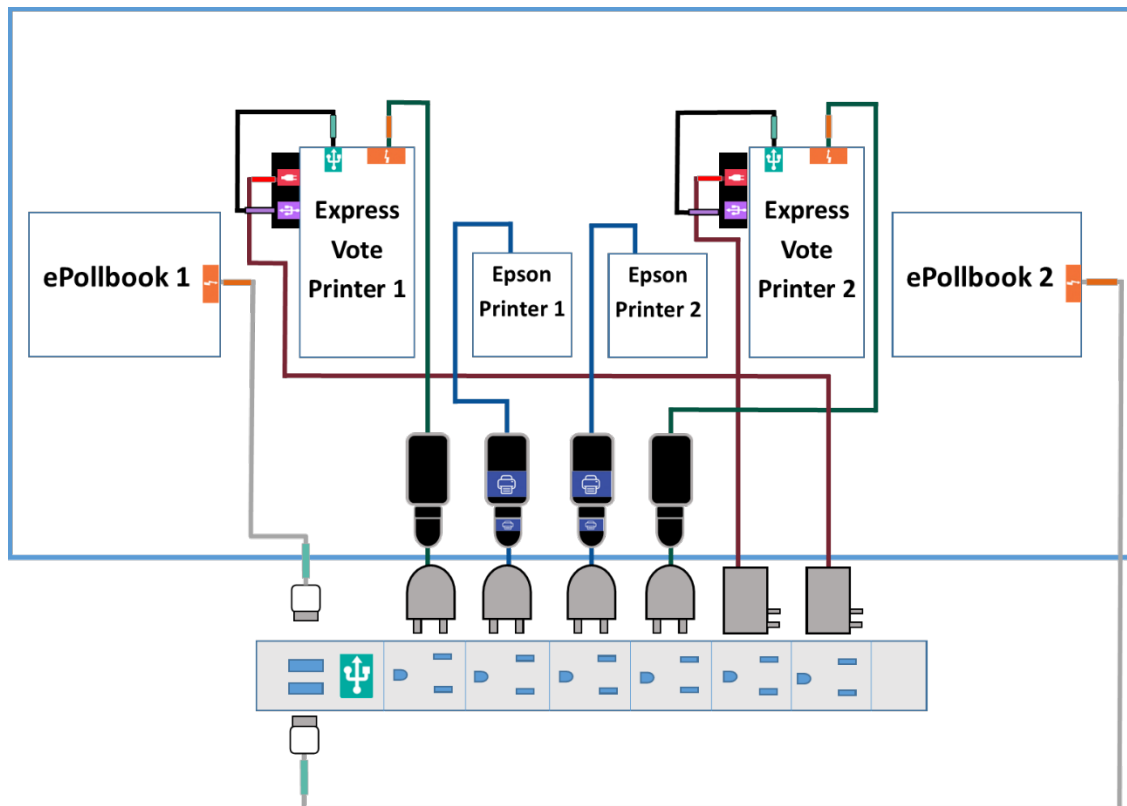 ePollbook 1
Express
Vote
Printer 1
Epson
Printer 1
Epson
Printer 2
Express
Vote
Printer 2
ePollbook 2